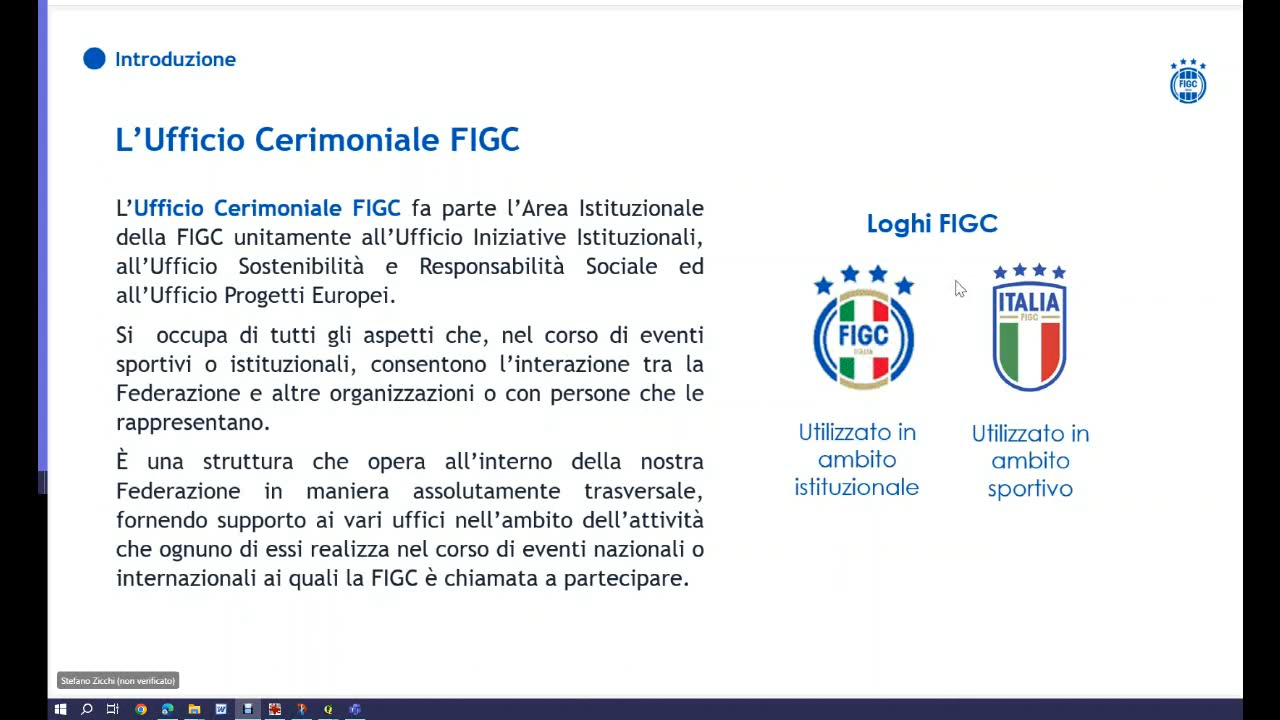 Introduzione
FIGC
L’Ufficio Cerimoniale FIGC
L’Ufficio Cerimoniale FIGC fa parte l’Area Istituzionale
della FIGC unitamente all’Ufficio Iniziative Istituzionali,
all’Ufficio Sostenibilità e Responsabilità Sociale ed
all’Ufficio Progetti Europei.
Si occupa di tutti gli aspetti che, nel corso di eventi
sportivi o istituzionali, consentono l’interazione tra la
Federazione e altre organizzazioni o con persone che le
rappresentano.
È una struttura che opera all’interno della nostra
Federazione in maniera assolutamente trasversale,
fornendo supporto ai vari uffici nell’ambito dell’attività
che ognuno di essi realizza nel corso di eventi nazionali o
internazionali ai quali la FIGC è chiamata a partecipare.
Loghi FIGC
FIGC
ITALIA
ITALIA
FIGC
Utilizzato in
ambito
istituzionale
Utilizzato in
ambito
sportivo
Stefano Zicchi (non verificato)